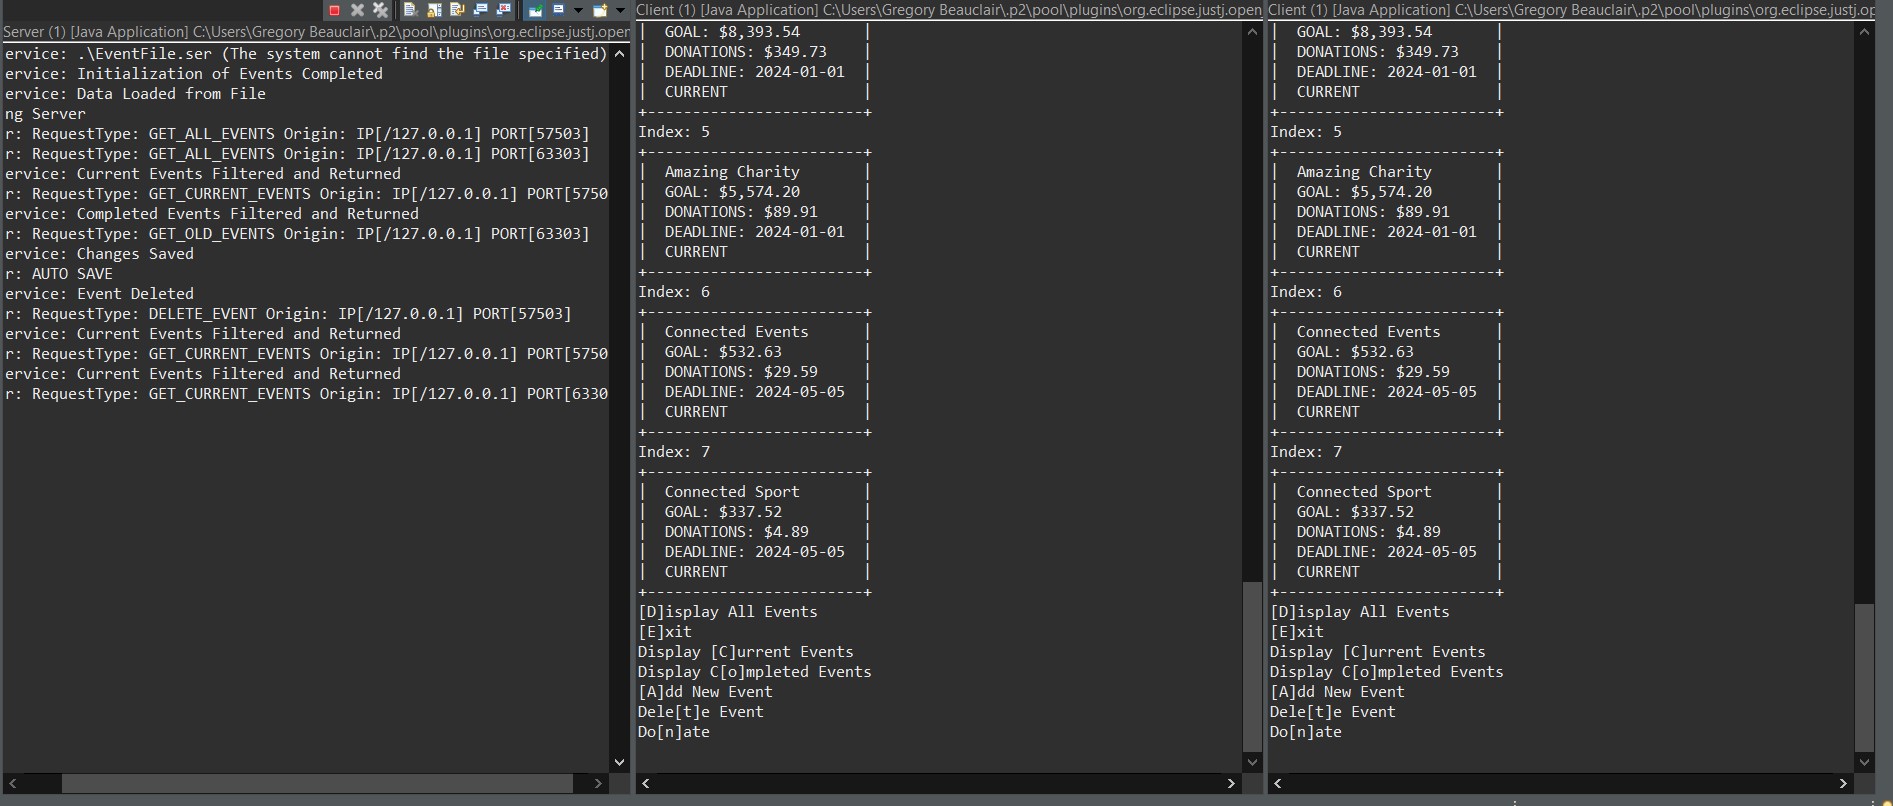 Server (1) [Java Application] C:\Users\Gregory Beauclair\.p2\pool\plugins\org.eclipse.justj.open
ervice: .\EventFile.ser (The system cannot find the file specified)
ervice: Initialization of Events Completed
ervice: Data Loaded from File
ng Server
r: RequestType: GET_ALL_EVENTS Origin: IP[/127.0.0.1] PORT[57503]
r: RequestType: GET_ALL_EVENTS Origin: IP[/127.0.0.1] PORT[63303]
ervice: Current Events Filtered and Returned
r: RequestType: GET_CURRENT_EVENTS Origin: IP[/127.0.0.1] PORT[5750
ervice: Completed Events Filtered and Returned
r: RequestType: GET_OLD_EVENTS Origin: IP[/127.0.0.1] PORT[63303]
ervice: Changes Saved
r: AUTO SAVE
ervice: Event Deleted
r: RequestType: DELETE_EVENT Origin: IP[/127.0.0.1] PORT[57503]
ervice: Current Events Filtered and Returned
r: RequestType: GET_CURRENT_EVENTS Origin: IP[/127.0.0.1] PORT[5750
ervice: Current Events Filtered and Returned
r: RequestType: GET_CURRENT_EVENTS Origin: IP[/127.0.0.1] PORT[6330
Client (1) [Java Application] C:\Users\Gregory Beauclair\.p2\pool\plugins\org.eclipse.justj.open
|  GOAL: $8,393.54       |
|  DONATIONS: $349.73    |
|  DEADLINE: 2024-01-01  |
|  CURRENT               |
+------------------------+
Index: 5
+------------------------+
|  Amazing Charity       |
|  GOAL: $5,574.20       |
|  DONATIONS: $89.91     |
|  DEADLINE: 2024-01-01  |
|  CURRENT               |
+------------------------+
Index: 6
+------------------------+
|  Connected Events      |
|  GOAL: $532.63         |
|  DONATIONS: $29.59     |
|  DEADLINE: 2024-05-05  |
|  CURRENT               |
+------------------------+
Index: 7
+------------------------+
|  Connected Sport       |
|  GOAL: $337.52         |
|  DONATIONS: $4.89      |
|  DEADLINE: 2024-05-05  |
|  CURRENT               |
+------------------------+
[D]isplay All Events
[E]xit
Display [C]urrent Events
Display C[o]mpleted Events
[A]dd New Event
Dele[t]e Event
Do[n]ate
Client (1) [Java Application] C:\Users\Gregory Beauclair\.p2\pool\plugins\org.eclipse.justj.op
|  GOAL: $8,393.54       |
|  DONATIONS: $349.73    |
|  DEADLINE: 2024-01-01  |
|  CURRENT               |
+------------------------+
Index: 5
+------------------------+
|  Amazing Charity       |
|  GOAL: $5,574.20       |
|  DONATIONS: $89.91     |
|  DEADLINE: 2024-01-01  |
|  CURRENT               |
+------------------------+
Index: 6
+------------------------+
|  Connected Events      |
|  GOAL: $532.63         |
|  DONATIONS: $29.59     |
|  DEADLINE: 2024-05-05  |
|  CURRENT               |
+------------------------+
Index: 7
+------------------------+
|  Connected Sport       |
|  GOAL: $337.52         |
|  DONATIONS: $4.89      |
|  DEADLINE: 2024-05-05  |
|  CURRENT               |
+------------------------+
[D]isplay All Events
[E]xit
Display [C]urrent Events
Display C[o]mpleted Events
[A]dd New Event
Dele[t]e Event
Do[n]ate